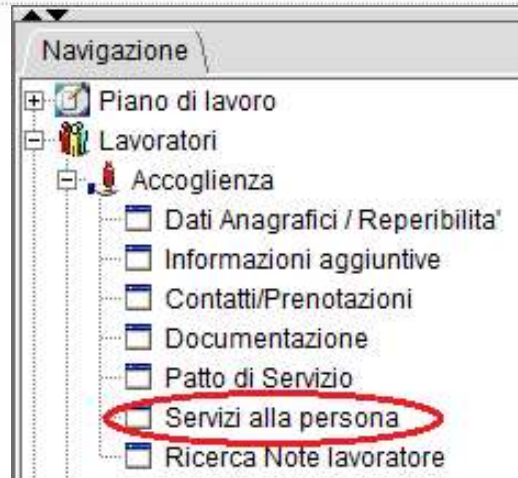 Navigazione
Piano di lavoro
Lavoratori
Accoglienza
Dati Anagrafici / Reperibilita'
Informazioni aggiuntive
Contatti/Prenotazioni
Documentazione
Patto di Servizio
Servizi alla persona
Ricerca Note lavoratore